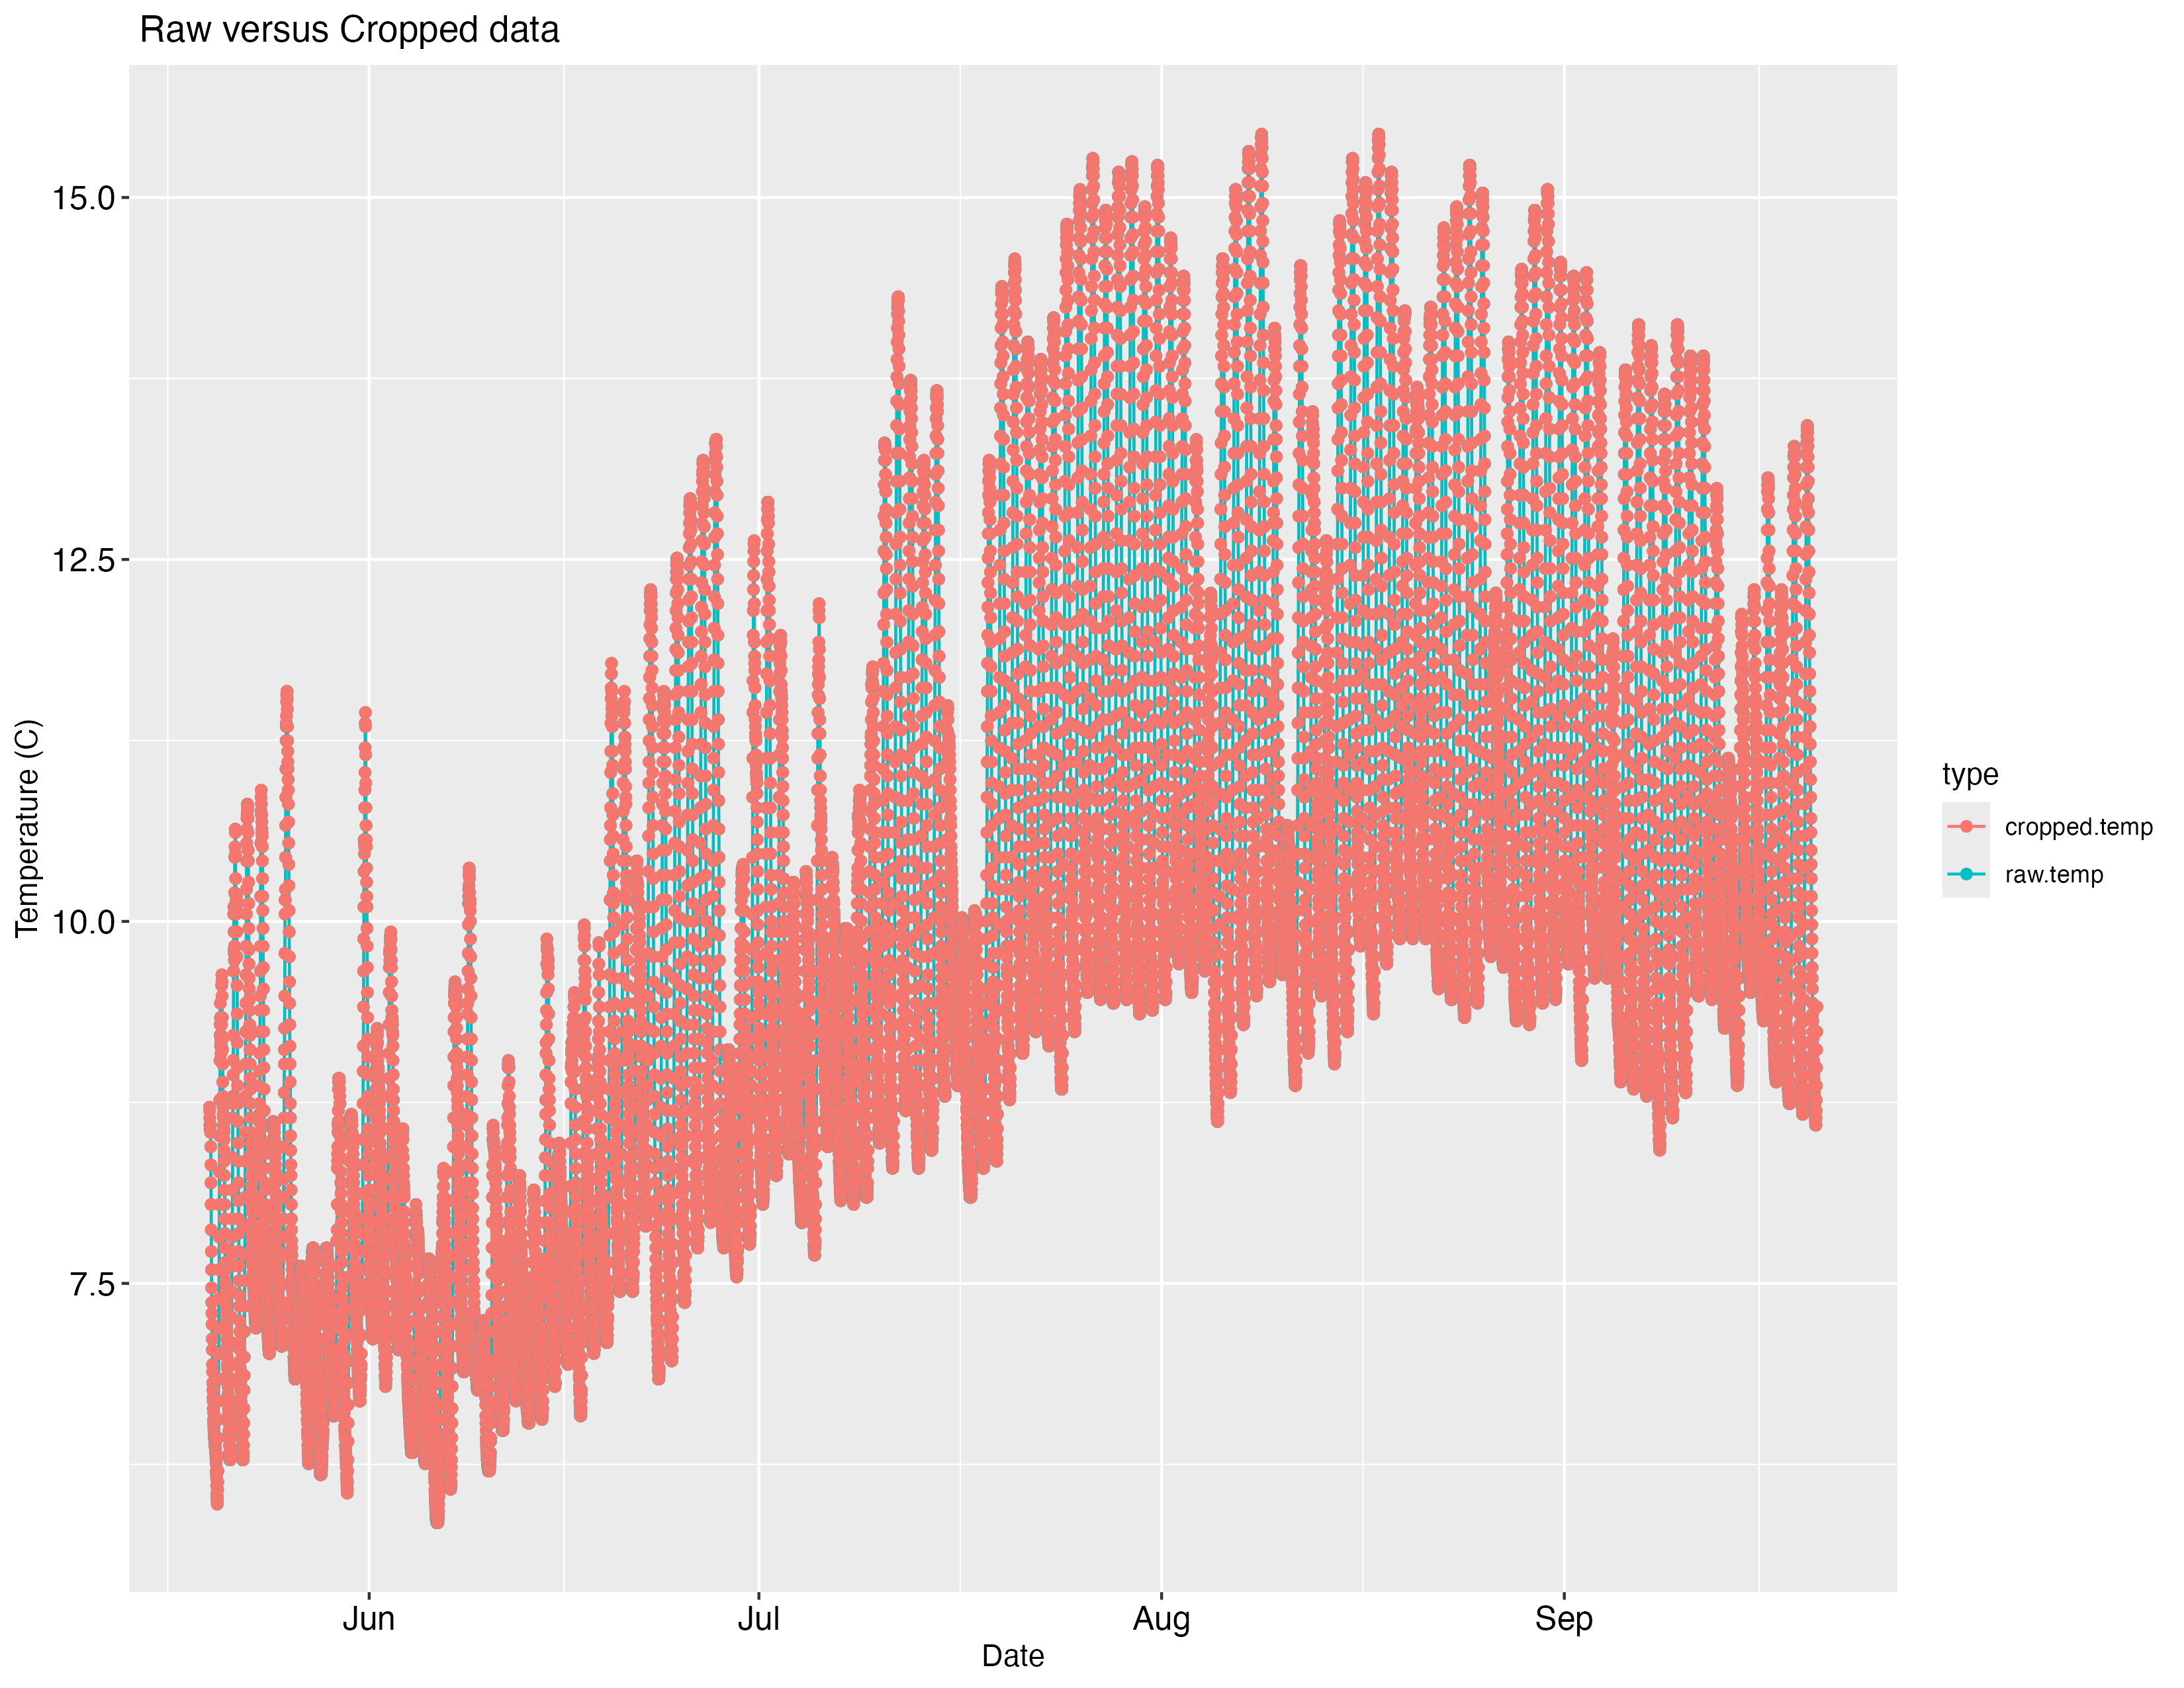 Raw versus Cropped data
Temperature (C)
15.0
12.5
10.0
7.5
Jun
Jul
Aug
Sep
Date
type
cropped.temp
raw.temp